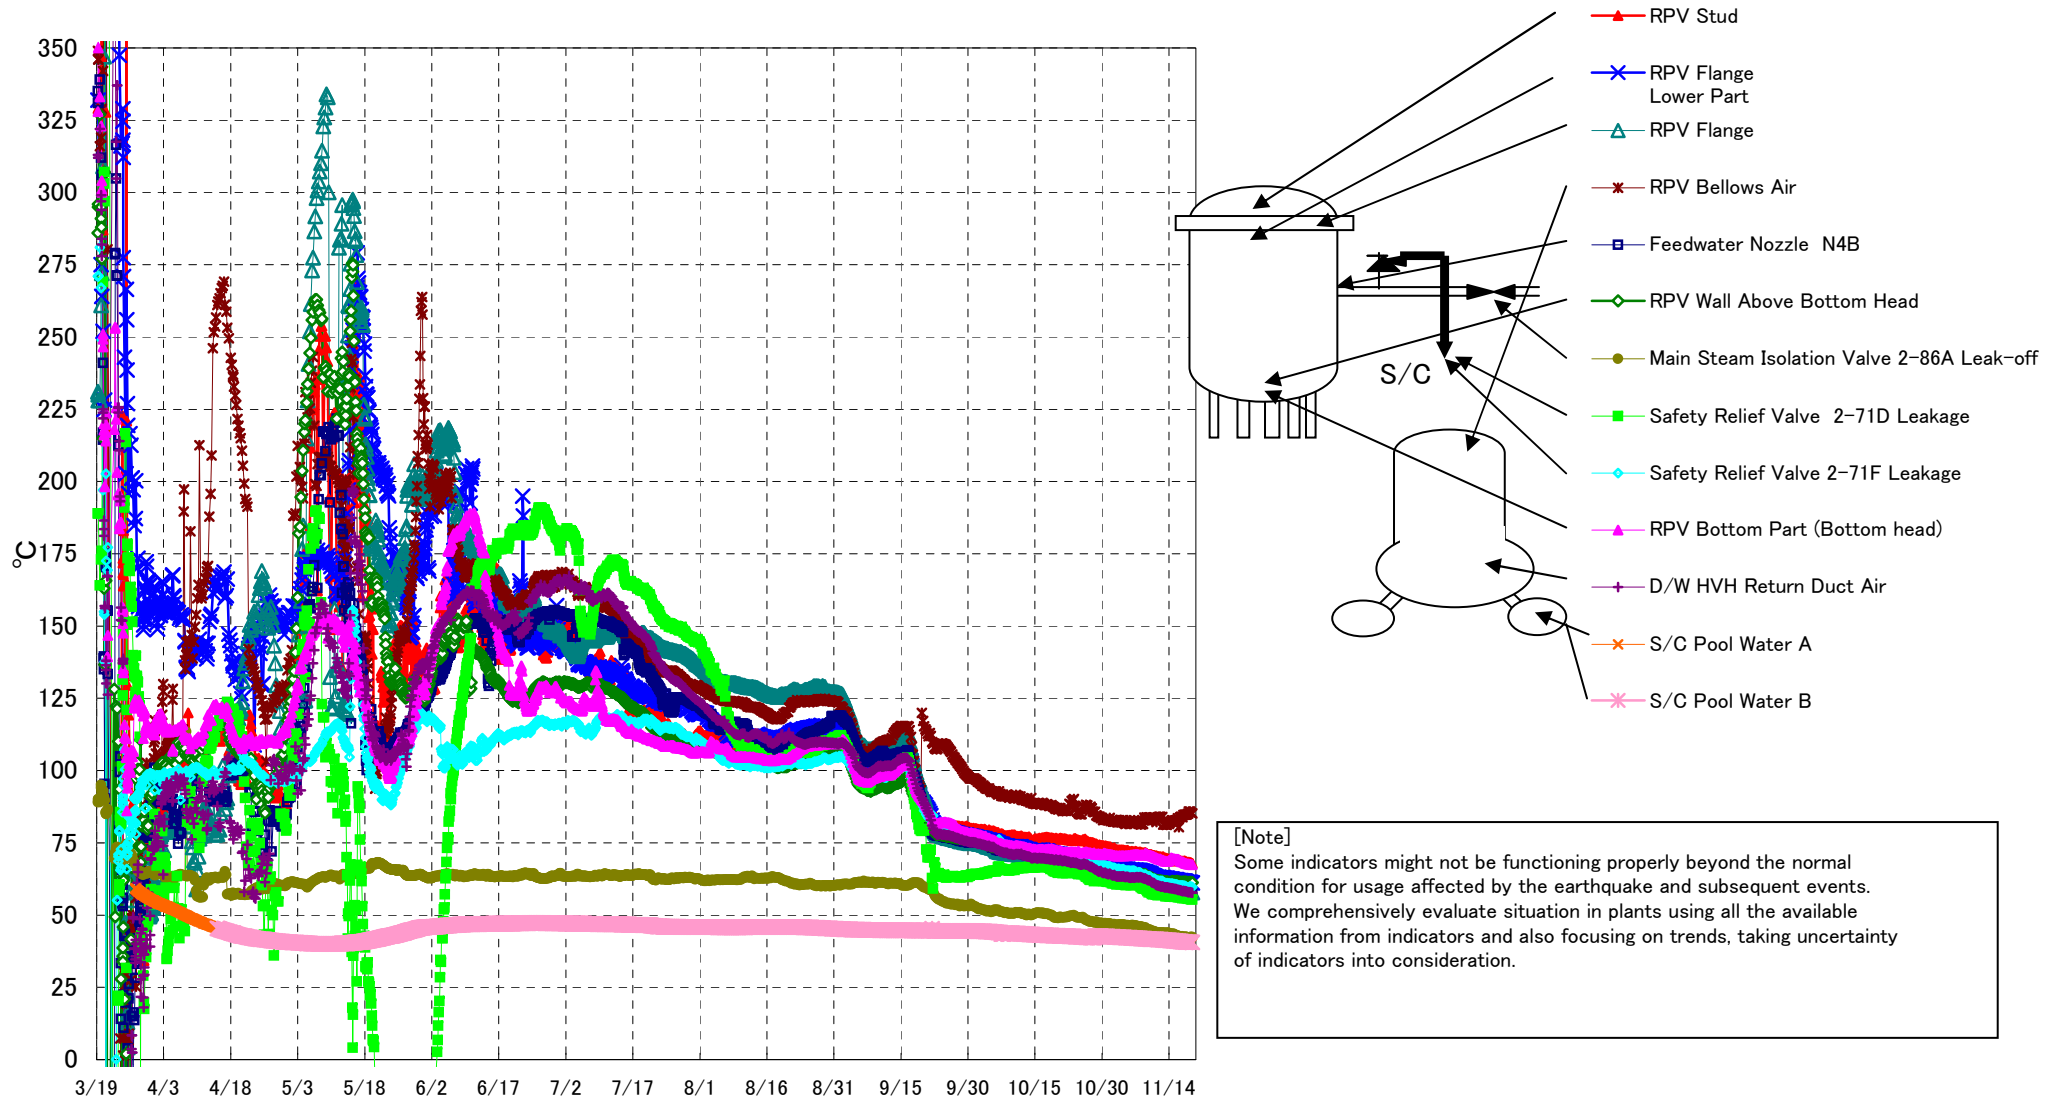 350
325
300
275
250
225
200
175
150
125
100
75
50
25
0
℃
3/19 4/3 4/18 5/3 5/18 6/2 6/17 7/2 7/17 8/1 8/16 8/31 9/15 9/30 10/15 10/30 11/14
RPV Stud
RPV Flange
Lower Part
RPV Flange
RPV Bellows Air
Feedwater Nozzle N4B
RPV Wall Above Bottom Head
Main Steam Isolation Valve 2-86A Leak-off
Safety Relief Valve 2-71D Leakage
Safety Relief Valve 2-71F Leakage
RPV Bottom Part (Bottom head)
D/W HVH Return Duct Air
S/C Pool Water A
S/C Pool Water B
S/C
[Note]
Some indicators might not be functioning properly beyond the normal
condition for usage affected by the earthquake and subsequent events.
We comprehensively evaluate situation in plants using all the available
information from indicators and also focusing on trends, taking uncertainty
of indicators into consideration.